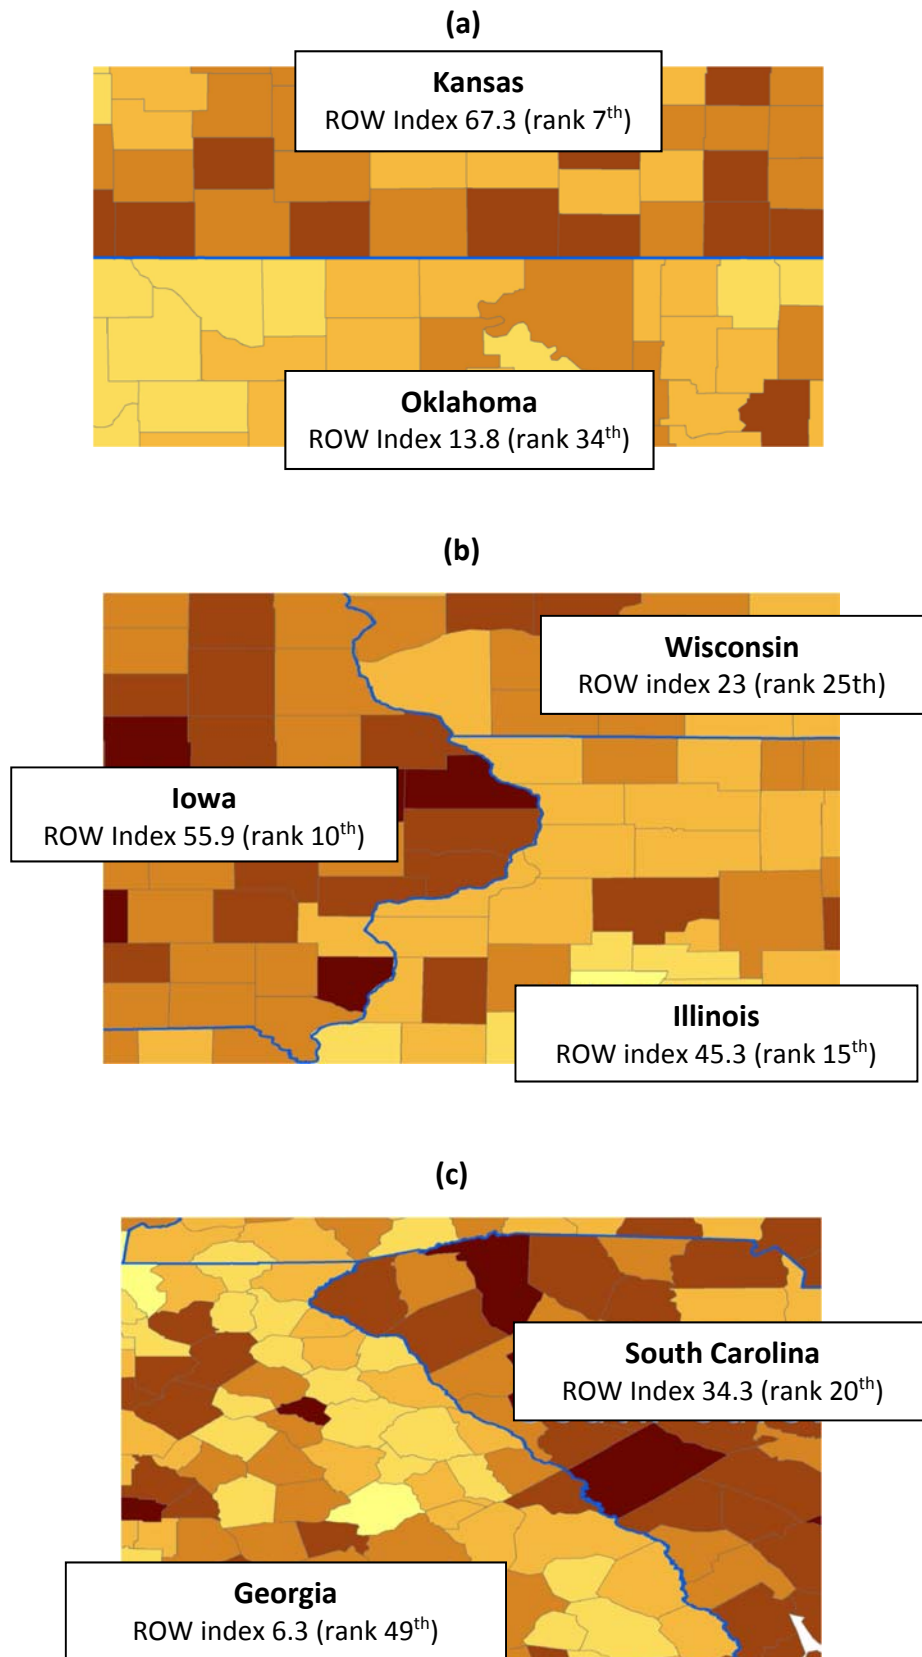 (a)
Kansas
ROW Index 67.3 (rank 7th)
Oklahoma
ROW Index 13.8 (rank 34th)
(b)
Wisconsin
ROW index 23 (rank 25th)
Iowa
ROW Index 55.9 (rank 10th)
Illinois
ROW index 45.3 (rank 15th)
(c)
South Carolina
ROW Index 34.3 (rank 20th)
Georgia
ROW index 6.3 (rank 49th)